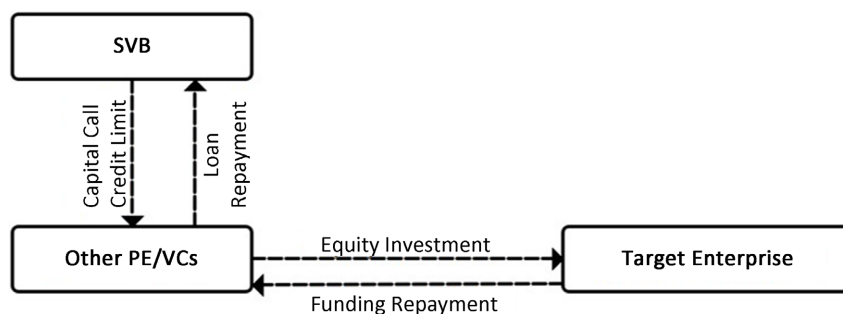 SVB
Capital Call
Credit Limit
Loan
Repayment
Other PE/VCs
Equity Investment
Funding Repayment
Target Enterprise